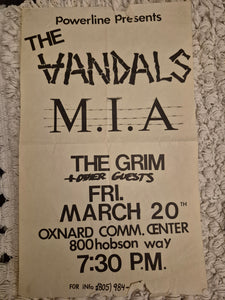 Powerline Presents
THE
VANDALS
M.I.A
THE GRIM
+OTHER GUESTS
FRI.
MARCH 20TH
OXNARD COMM. CENTER
800 hobson way
7:30 P.M.
FOR INFO (805) 984-